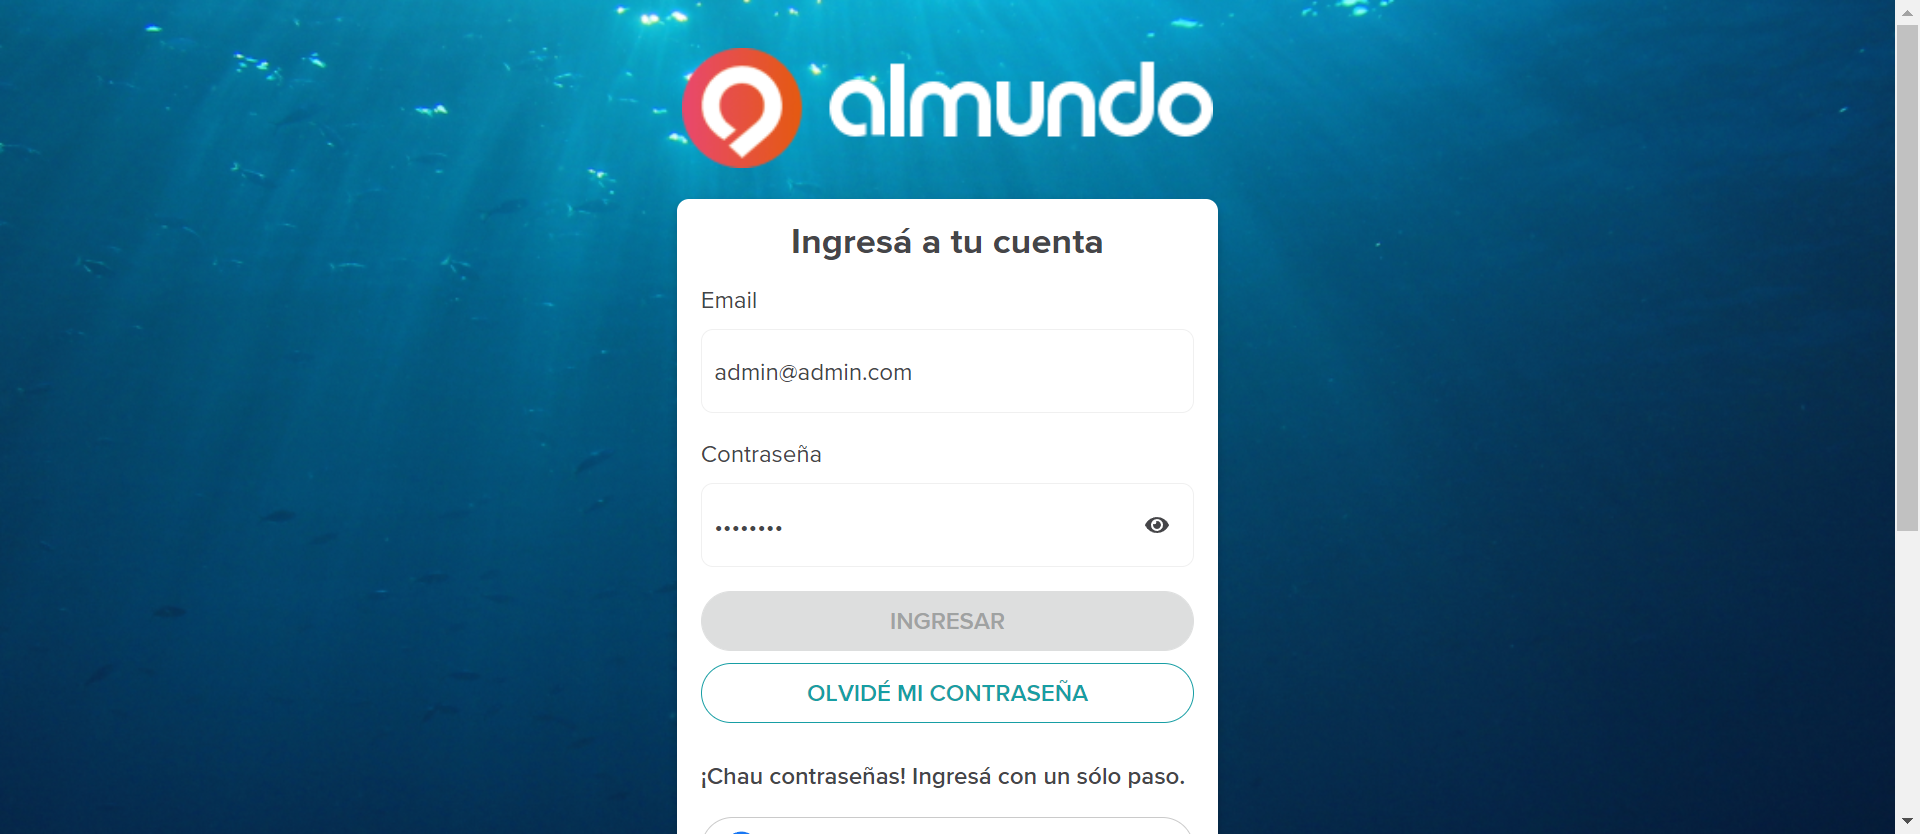 almundo
Ingresá a tu cuenta
Email
admin@admin.com
Contraseña
••••••••
INGRESAR
OLVIDÉ MI CONTRASEÑA
¡Chau contraseñas! Ingresá con un sólo paso.